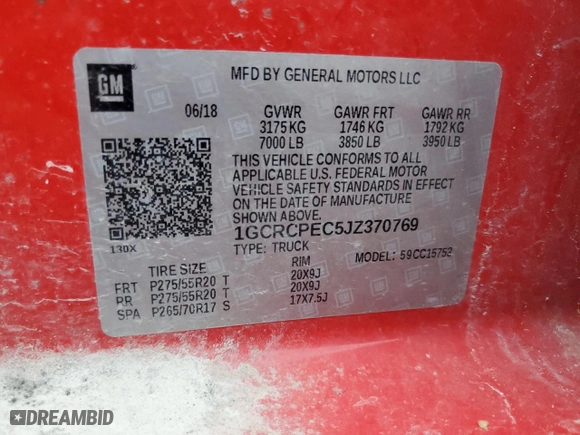 GM
MFD BY GENERAL MOTORS LLC
06/18 GVWR GAWR FRT GAWR RR
3175 KG 1746 KG 1792 KG
7000 LB 3850 LB 3950 LB
THIS VEHICLE CONFORMS TO ALL
APPLICABLE U.S. FEDERAL MOTOR
VEHICLE SAFETY STANDARDS IN EFFECT
ON THE DATE OF MANUFACTURE
SHOWN ABOVE.
130X
1GCRCPEC5JZ370769
TYPE: TRUCK MODEL: 59CC15753
TIRE SIZE RIM
FRT P275/55R20 T 20X9J
RR P275/55R20 T 20X9J
SPA P265/70R17 S 17X7.5J
DREAMBID